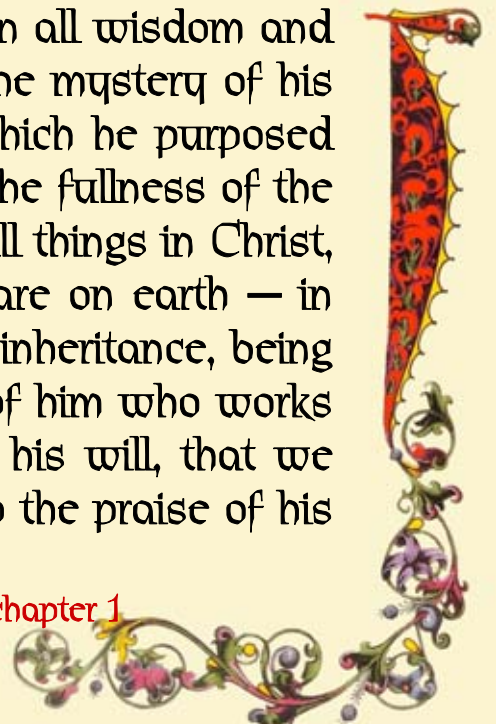 n all wisdom and
he mystery of his
hich he purposed
he fullness of the
ll things in Christ,
are on earth — in
inheritance, being
of him who works
his will, that we
o the praise of his
chapter 1